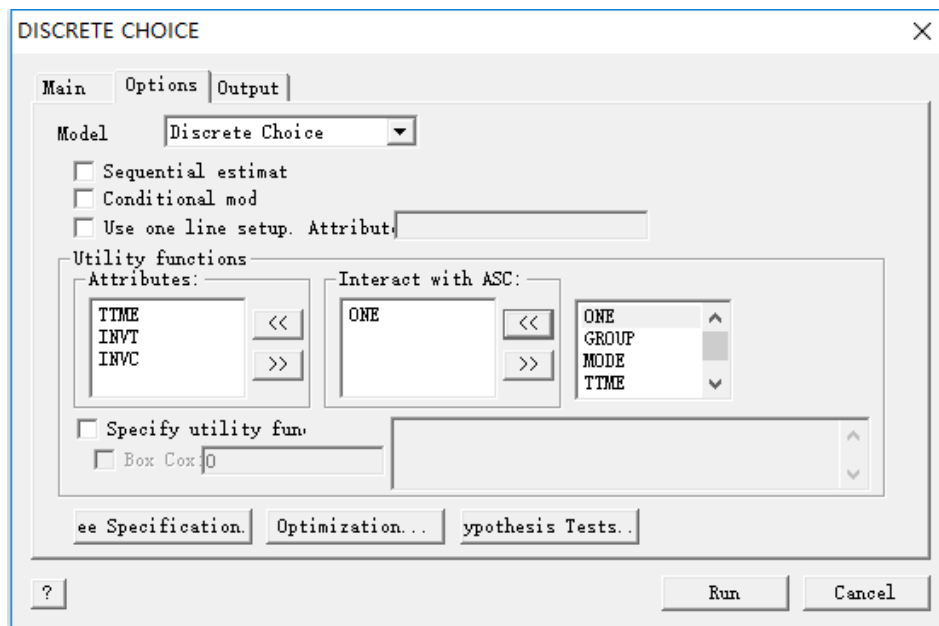 DISCRETE CHOICE
Main Options Output
Model Discrete Choice
Sequential estimat
Conditional mod
Use one line setup. Attribut
Utility functions
Attributes: Interact with ASC:
TTME << ONE << ONE
INVT GROUP
INVC >> >> MODE
TTME
Specify utility fun
Box Cox: 0
ee Specification. Optimization... ypothesis Tests..
? Run Cancel